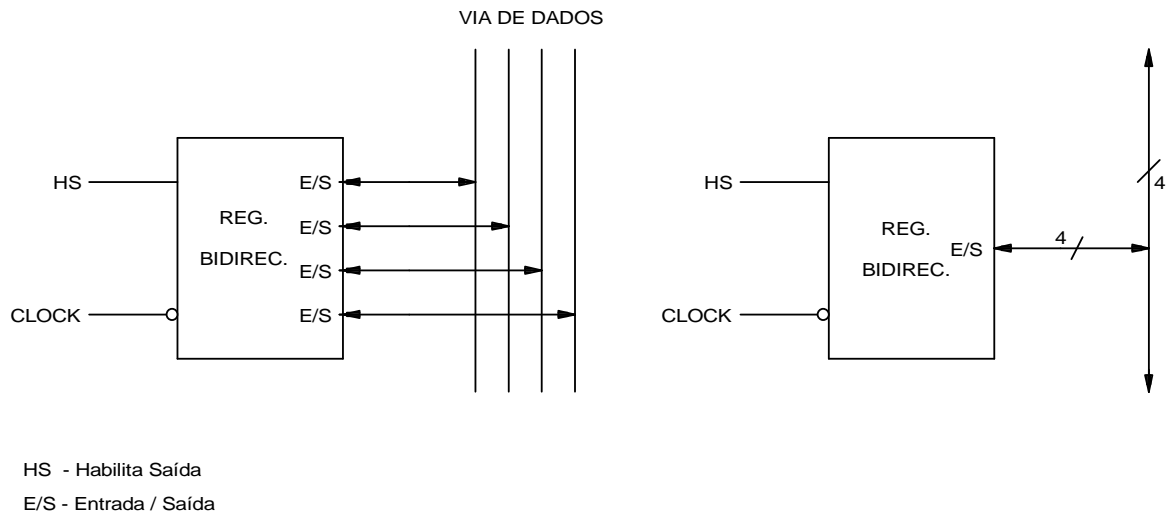 VIA DE DADOS
HS
E/S
REG.
BIDIREC.
E/S
E/S
E/S
CLOCK
HS
REG.
BIDIREC.
E/S
CLOCK
4
4
HS - Habilita Saída
E/S - Entrada / Saída